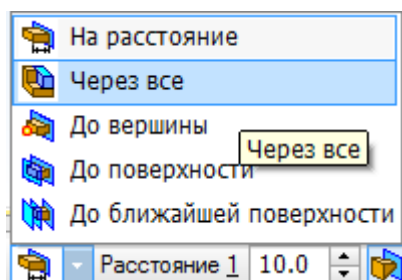 На расстояние
Через все
До вершины
Через все
До поверхности
До ближайшей поверхности
Расстояние 1 10.0